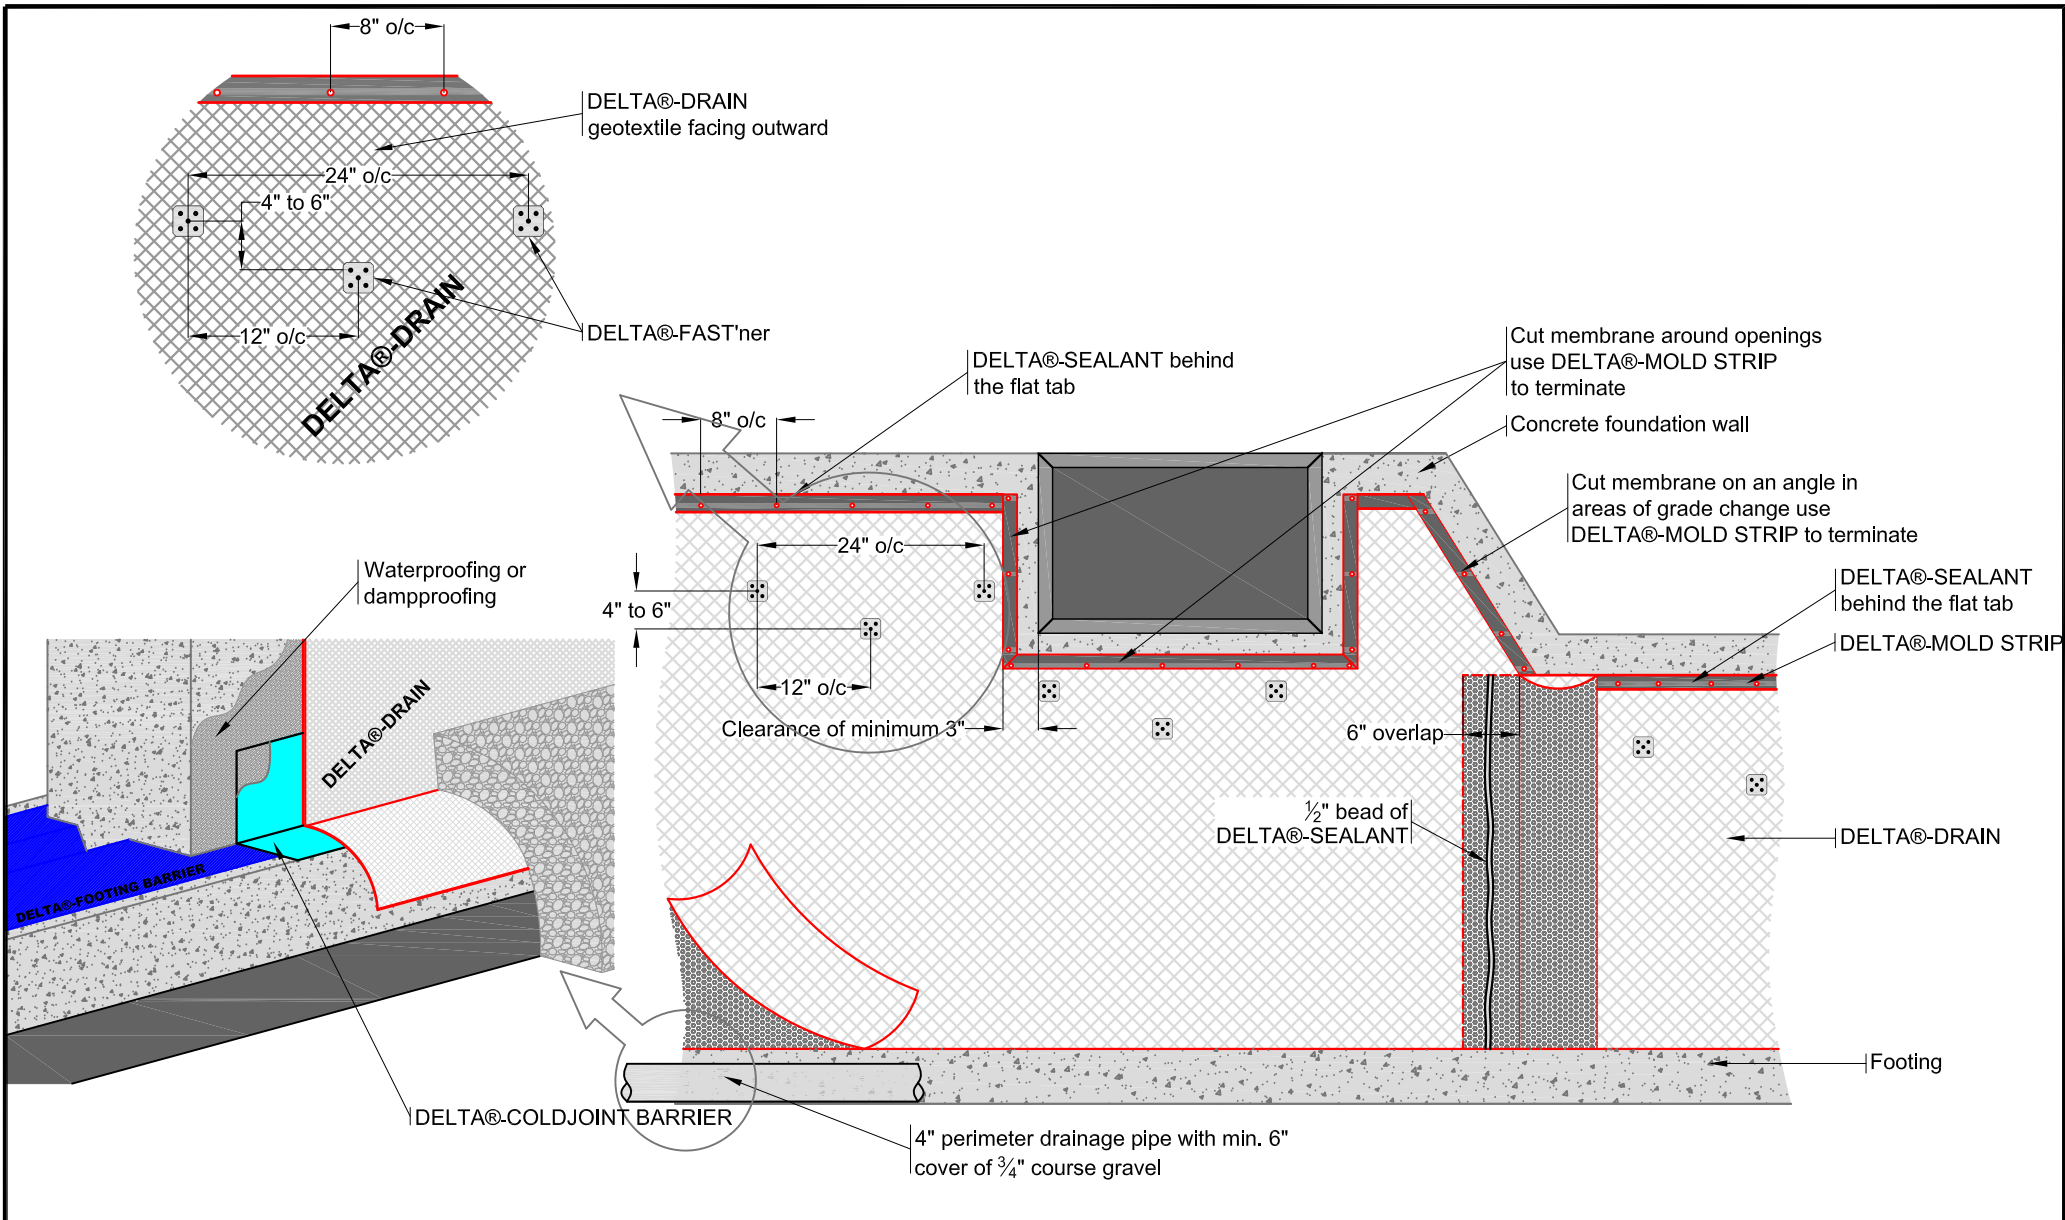 8" o/c
DELTA®-DRAIN
geotextile facing outward
24" o/c
4" to 6"
12" o/c
DELTA®-DRAIN
DELTA®-FAST'ner
DELTA®-SEALANT behind
the flat tab
Cut membrane around openings
use DELTA®-MOLD STRIP
to terminate
Concrete foundation wall
8" o/c
Cut membrane on an angle in
areas of grade change use
DELTA®-MOLD STRIP to terminate
24" o/c
4" to 6"
12" o/c
Clearance of minimum 3"
DELTA®-SEALANT
behind the flat tab
DELTA®-MOLD STRIP
6" overlap
Waterproofing or
dampproofing
DELTA®-DRAIN
DELTA®-FOOTING BARRIER
½" bead of
DELTA®-SEALANT
DELTA®-DRAIN
Footing
DELTA®-COLDJOINT BARRIER
4" perimeter drainage pipe with min. 6"
cover of ¾" course gravel